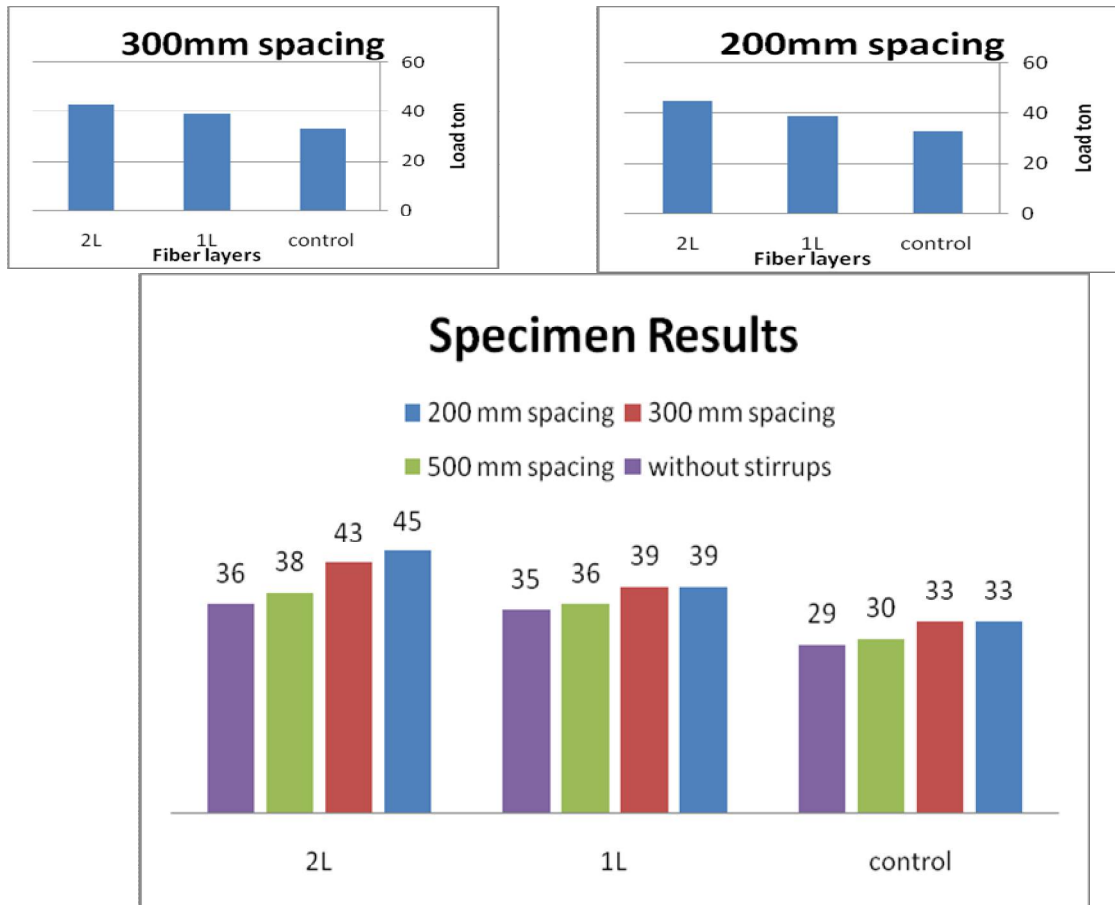 300mm spacing
60
40
20
0
Load ton
2L 1L control
Fiber layers
200mm spacing
60
40
20
0
Load ton
2L 1L control
Fiber layers
Specimen Results
200 mm spacing 300 mm spacing
500 mm spacing without stirrups
36 38 43 45 35 36 39 39 29 30 33 33
2L 1L control